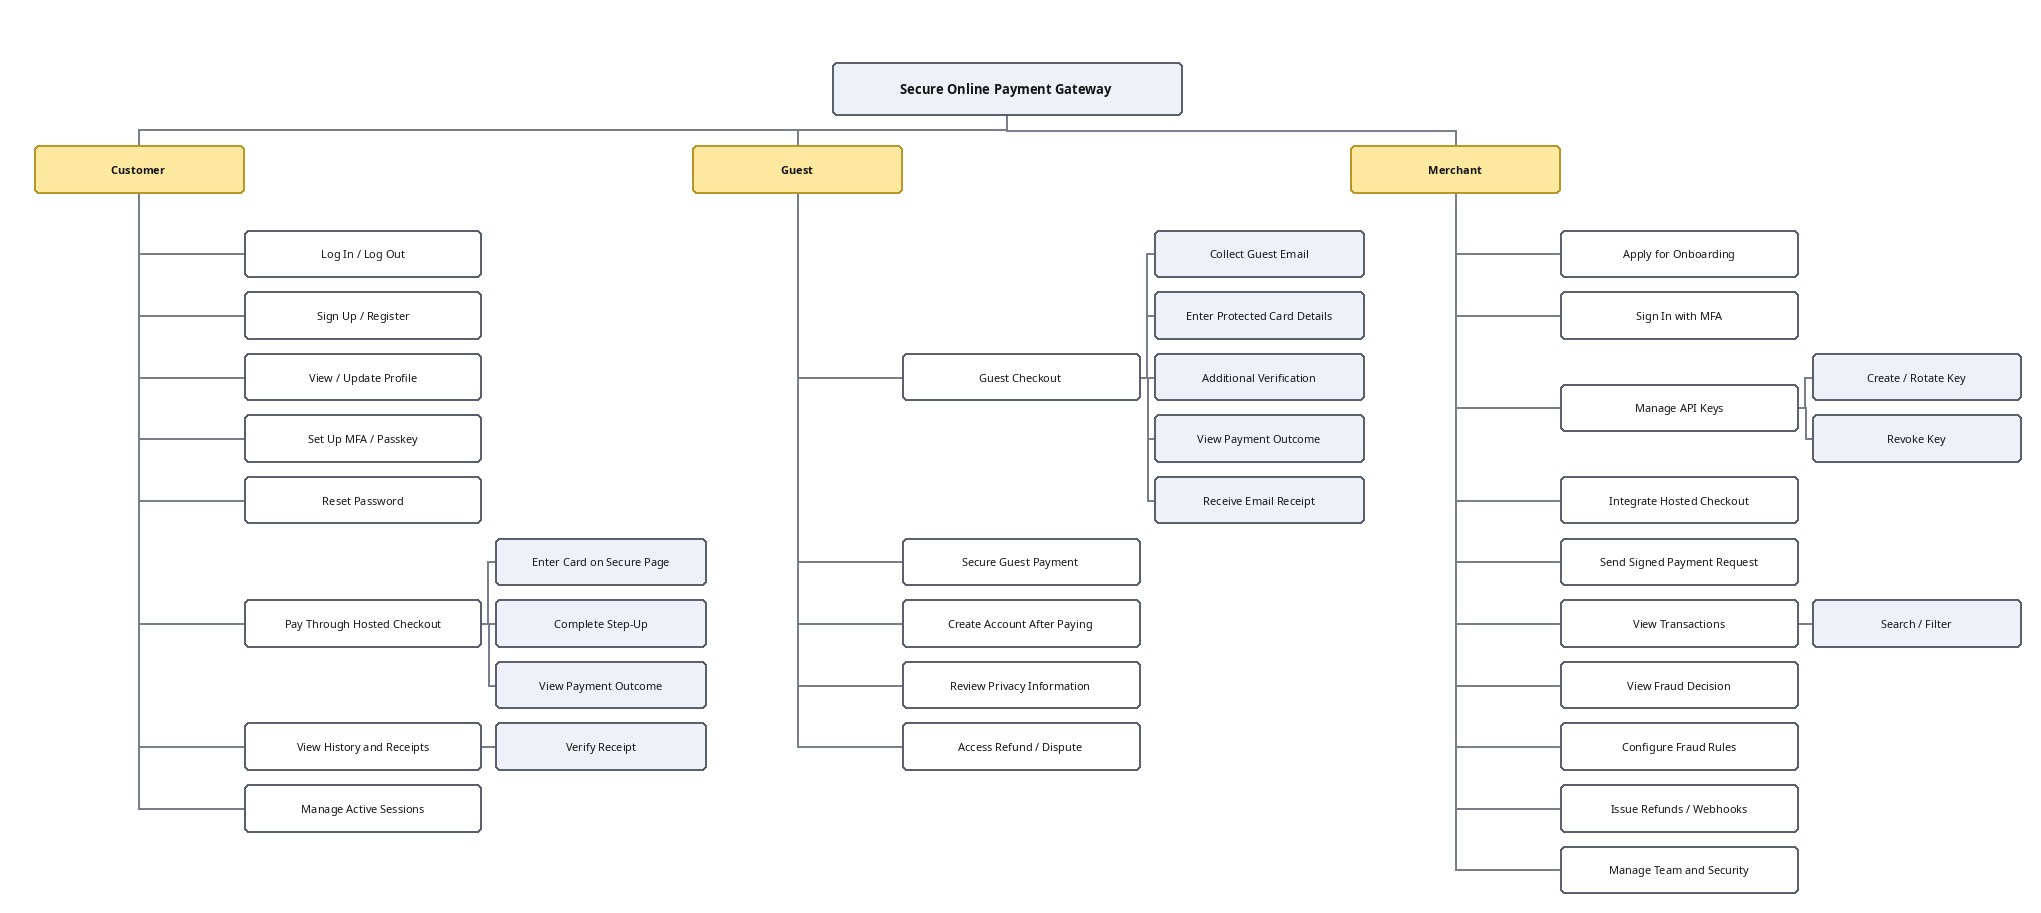 Secure Online Payment Gateway
Customer
Log In / Log Out
Sign Up / Register
View / Update Profile
Set Up MFA / Passkey
Reset Password
Pay Through Hosted Checkout
Enter Card on Secure Page
Complete Step-Up
View Payment Outcome
View History and Receipts
Verify Receipt
Manage Active Sessions
Guest
Guest Checkout
Collect Guest Email
Enter Protected Card Details
Additional Verification
View Payment Outcome
Receive Email Receipt
Secure Guest Payment
Create Account After Paying
Review Privacy Information
Access Refund / Dispute
Merchant
Apply for Onboarding
Sign In with MFA
Manage API Keys
Create / Rotate Key
Revoke Key
Integrate Hosted Checkout
Send Signed Payment Request
View Transactions
Search / Filter
View Fraud Decision
Configure Fraud Rules
Issue Refunds / Webhooks
Manage Team and Security